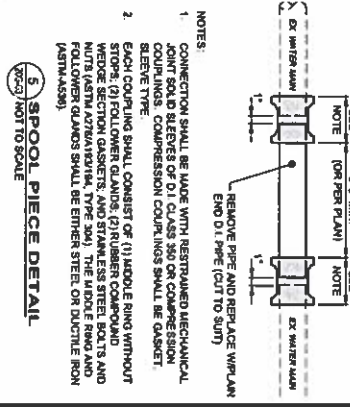 EX WATER MAIN
NOTE
(OR PER PLAN)
NOTE
EX WATER MAIN
1"
1"
REMOVE PIPE AND REPLACE W/PLAIN
END D.I. PIPE (CUT TO SUIT)
NOTES:
1. CONNECTION SHALL BE MADE WITH RESTRAINED MECHANICAL
JOINT SOLID SLEEVES OF D.I. CLASS 350 OR COMPRESSION
COUPLINGS. COMPRESSION COUPLINGS SHALL BE GASKET,
SLEEVE TYPE.
2. EACH COUPLING SHALL CONSIST OF (1) MIDDLE RING WITHOUT
STOPS; (2) FOLLOWER GLANDS; (2) RUBBER COMPOUND
WEDGE SECTION GASKETS; AND STAINLESS STEEL BOLTS AND
NUTS (ASTM A276/A193/194, TYPE 304). THE MIDDLE RING AND
FOLLOWER GLANDS SHALL BE EITHER STEEL OR DUCTILE IRON
(ASTM-A536).
5 SPOOL PIECE DETAIL
NOT TO SCALE